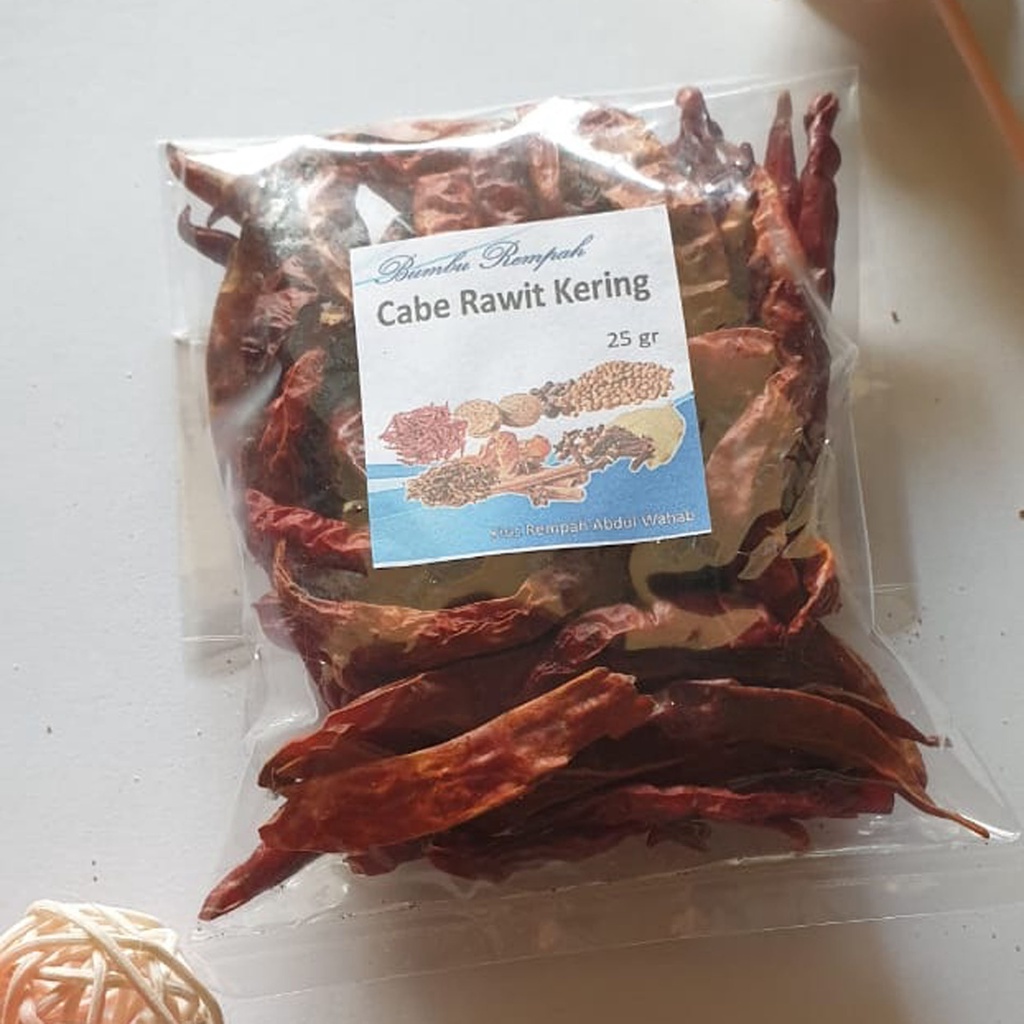 Bumbu Rempah
Cabe Rawit Kering
25 gr
Rempah Abdul Wahab